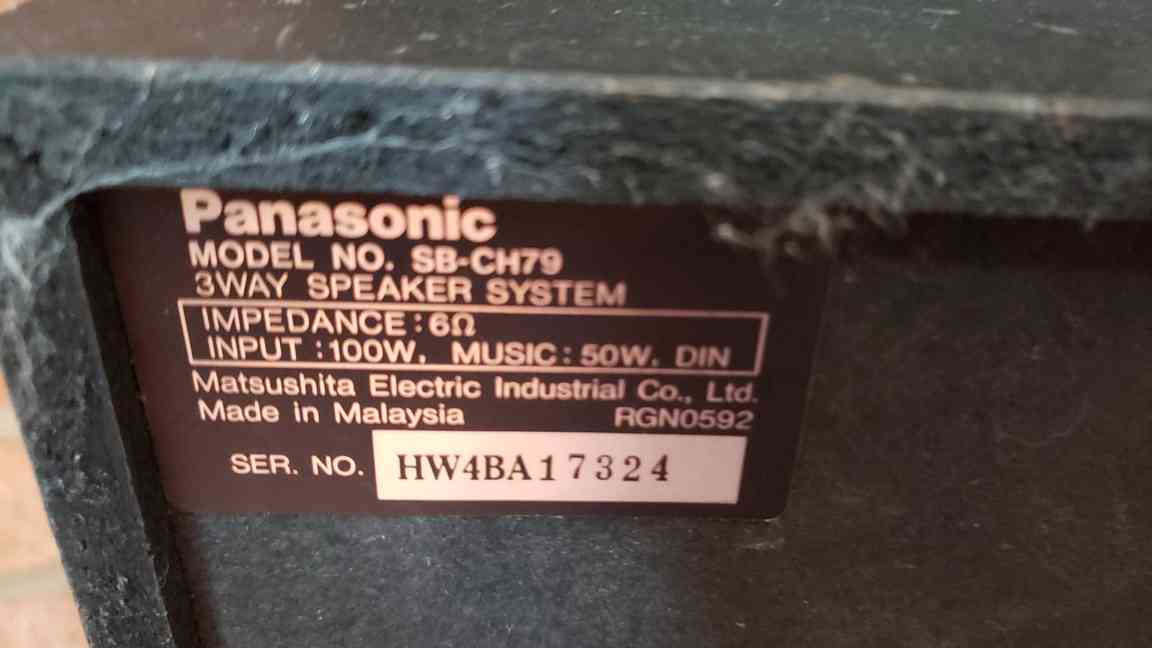 Panasonic
MODEL NO. SB-CH79
3WAY SPEAKER SYSTEM
IMPEDANCE : 6Ω
INPUT : 100W. MUSIC : 50W. DIN
Matsushita Electric Industrial Co., Ltd.
Made in Malaysia RGN0592
SER. NO. HW4BA17324